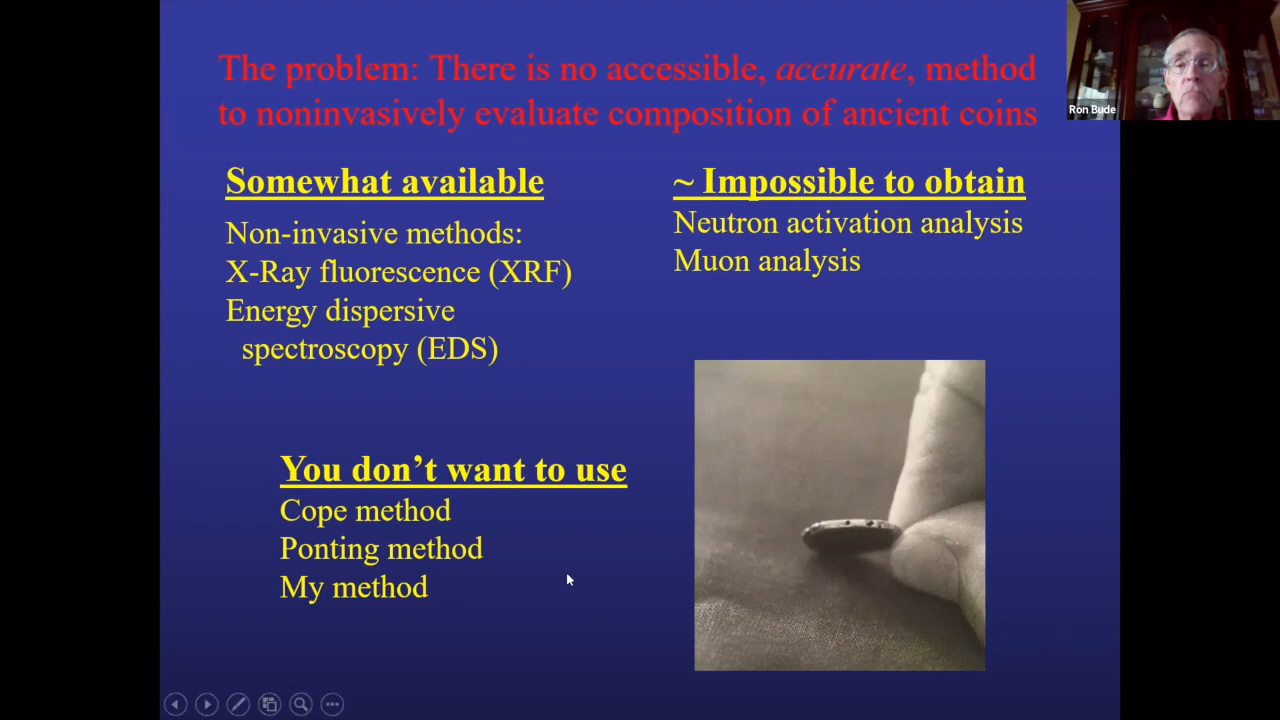 The problem: There is no accessible, accurate, method
to noninvasively evaluate composition of ancient coins
Ron Bude
Somewhat available
Non-invasive methods:
X-Ray fluorescence (XRF)
Energy dispersive
spectroscopy (EDS)
~ Impossible to obtain
Neutron activation analysis
Muon analysis
You don’t want to use
Cope method
Ponting method
My method